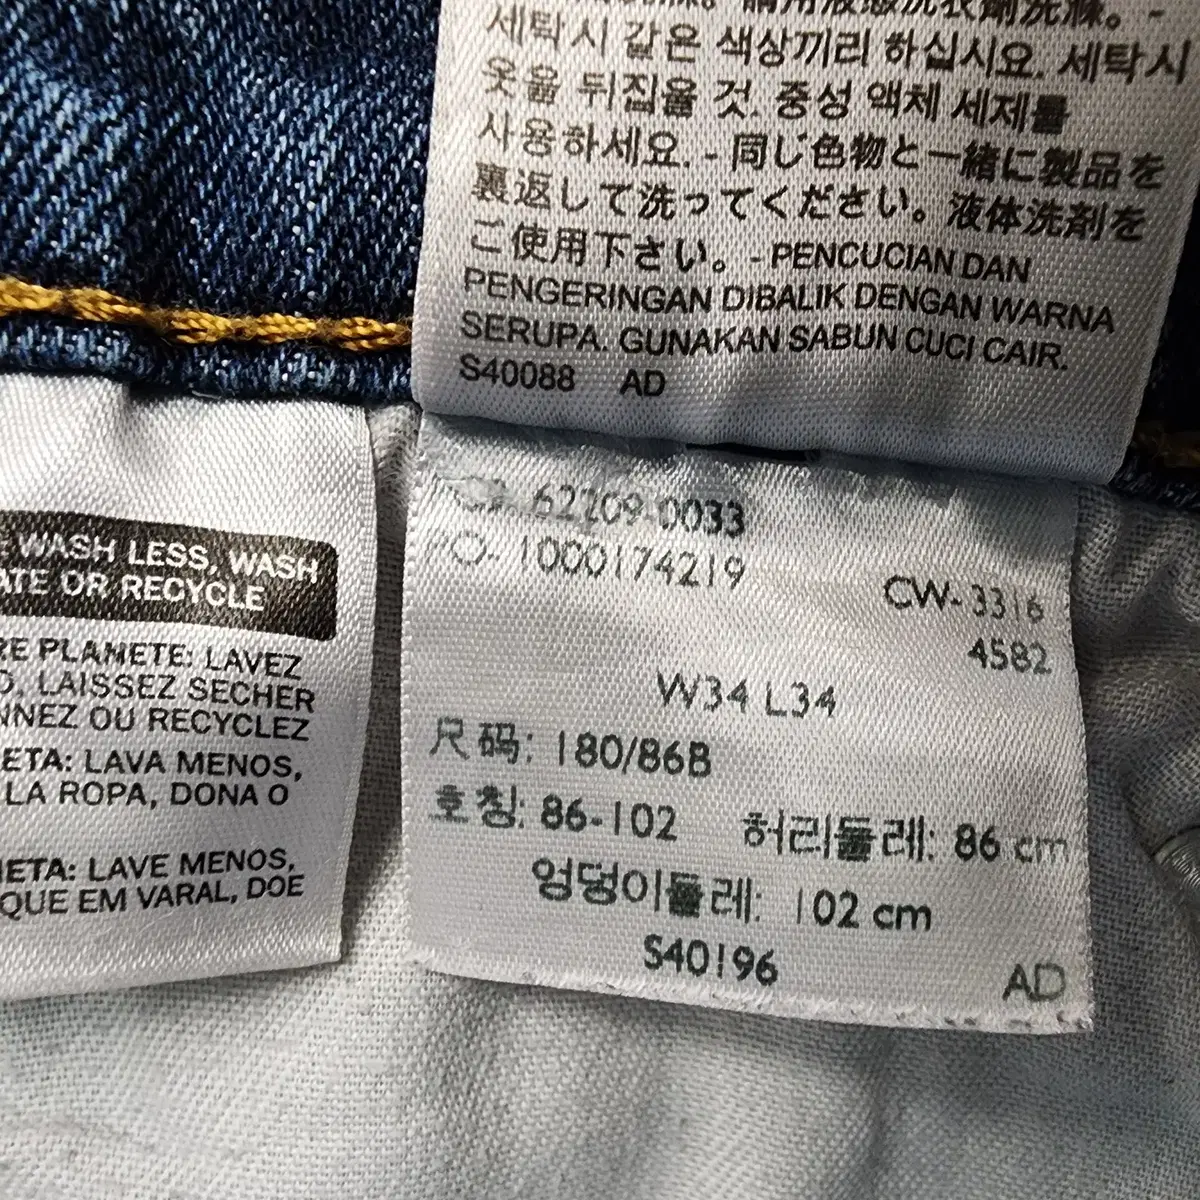 세탁시 같은 색상끼리 하십시요. 세탁시
옷을 뒤집을 것. 중성 액체 세제를
사용하세요. - 同じ色物と一緒に製品を
裏返して洗ってください。液体洗剤を
ご使用下さい。- PENCUCIAN DAN
PENGERINGAN DIBALIK DENGAN WARNA
SERUPA. GUNAKAN SABUN CUCI CAIR.
S40088 AD
WASH LESS, WASH
ATE OR RECYCLE
RE PLANETE: LAVEZ
LAISSEZ SECHER
NNEZ OU RECYCLEZ
ETA: LAVA MENOS,
LA ROPA, DONA O
ETA: LAVE MENOS,
QUE EM VARAL, DOE
62209-0033
PO- 1000174219
CW- 3316
4582
W34 L34
尺码: 180/86B
호칭: 86-102 허리둘레: 86 cm
엉덩이둘레: 102 cm
S40196 AD